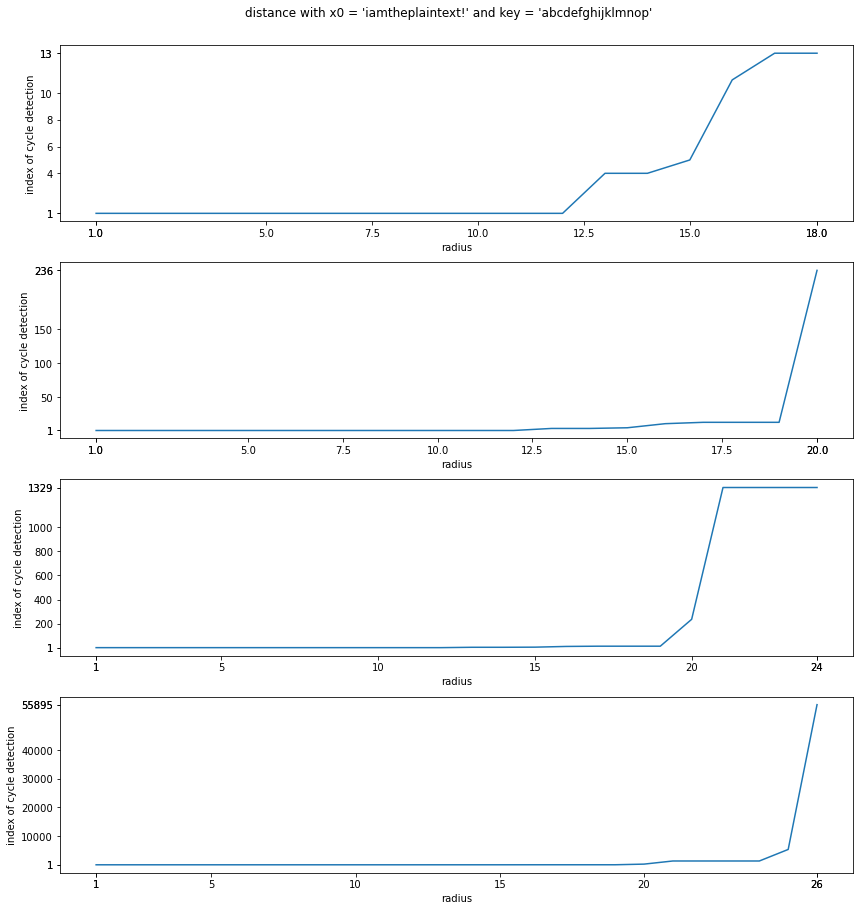 distance with x0 = 'iamtheplaintext!' and key = 'abcdefghijklmnop'
13
10
8
6
4
1
index of cycle detection
1.0 5.0 7.5 10.0 12.5 15.0 18.0
radius
236
150
100
50
1
index of cycle detection
1.0 5.0 7.5 10.0 12.5 15.0 17.5 20.0
radius
1329
1000
800
600
400
200
1
index of cycle detection
1 5 10 15 20 24
radius
55895
40000
30000
20000
10000
1
index of cycle detection
1 5 10 15 20 26
radius